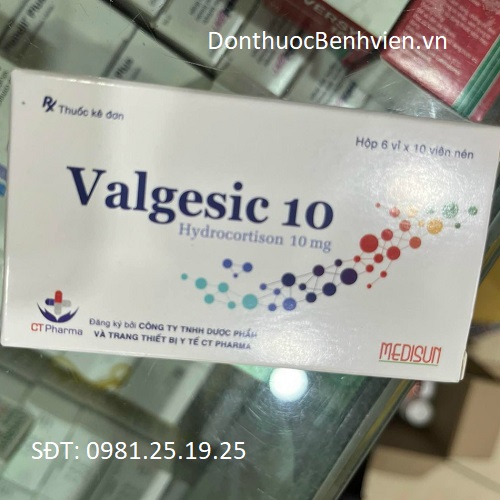 DonthuocBenhvien.vn
Rx Thuốc kê đơn
Hộp 6 vỉ x 10 viên nén
Valgesic 10
Hydrocortison 10 mg
CT Pharma
Đăng ký bởi CÔNG TY TNHH DƯỢC PHẨM
VÀ TRANG THIẾT BỊ Y TẾ CT PHARMA
MEDISUN
SĐT: 0981.25.19.25